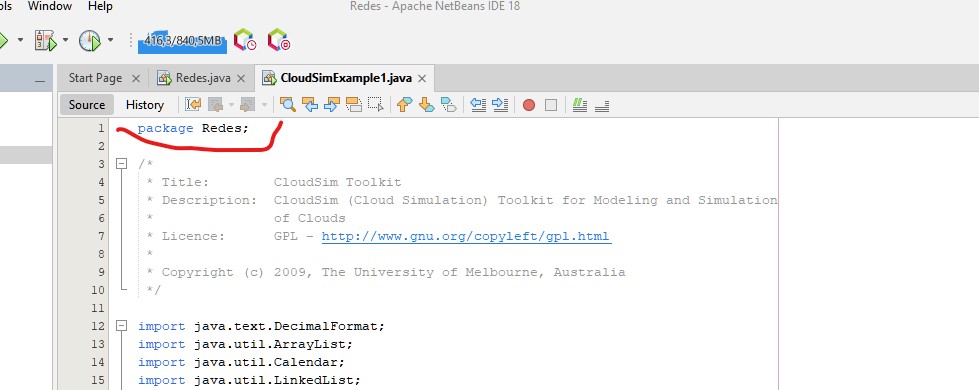 ols Window Help Redes - Apache NetBeans IDE 18
416,3/840,5MB
Start Page Redes.java CloudSimExample1.java
Source History
1 package Redes;
2
3 /*
4 * Title: CloudSim Toolkit
5 * Description: CloudSim (Cloud Simulation) Toolkit for Modeling and Simulation
6 * of Clouds
7 * Licence: GPL - http://www.gnu.org/copyleft/gpl.html
8 *
9 * Copyright (c) 2009, The University of Melbourne, Australia
10 */
11
12 import java.text.DecimalFormat;
13 import java.util.ArrayList;
14 import java.util.Calendar;
15 import java.util.LinkedList;